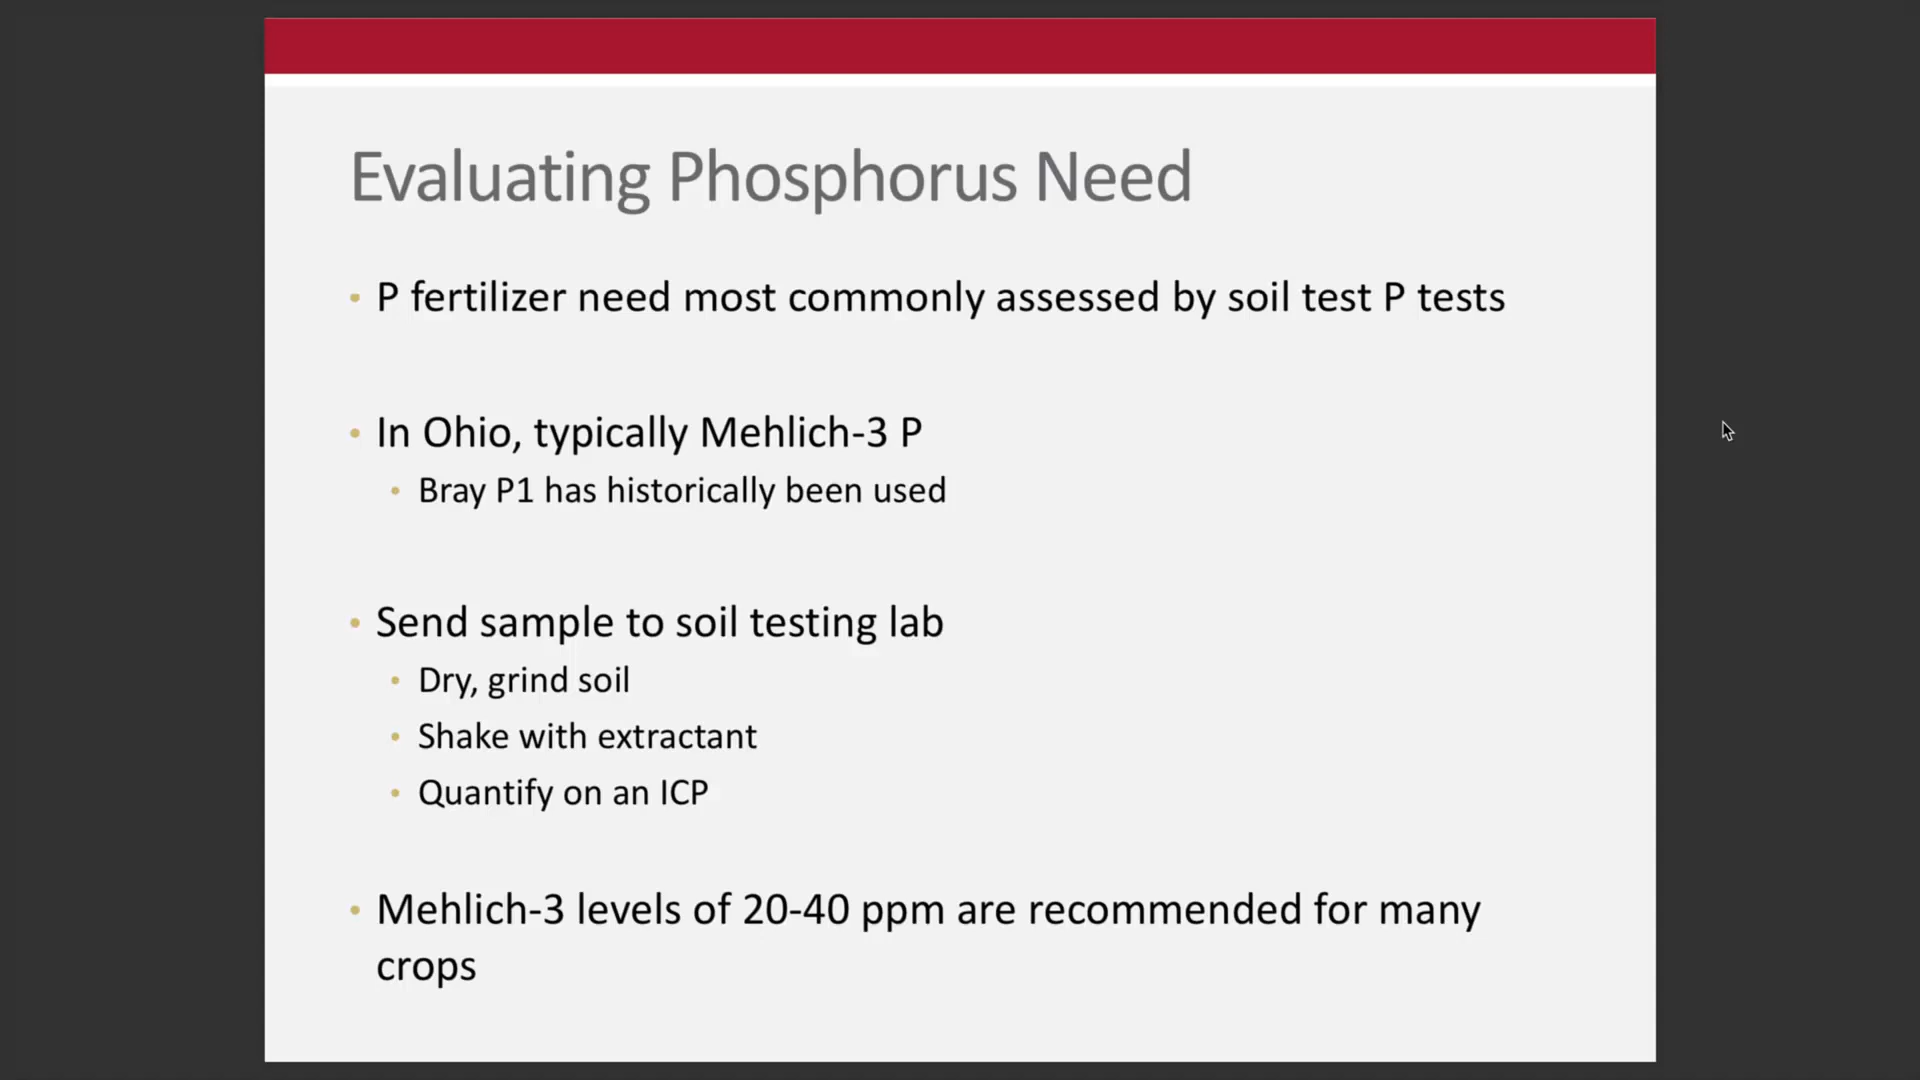 Evaluating Phosphorus Need
• P fertilizer need most commonly assessed by soil test P tests
• In Ohio, typically Mehlich-3 P
• Bray P1 has historically been used
• Send sample to soil testing lab
• Dry, grind soil
• Shake with extractant
• Quantify on an ICP
• Mehlich-3 levels of 20-40 ppm are recommended for many
crops